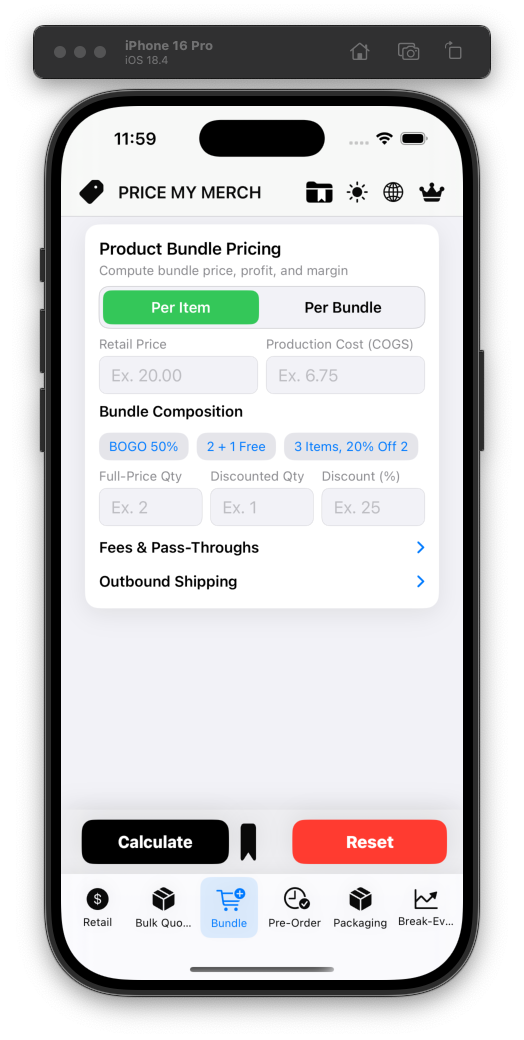 iPhone 16 Pro
iOS 18.4
11:59
PRICE MY MERCH
Product Bundle Pricing
Compute bundle price, profit, and margin
Per Item Per Bundle
Retail Price Production Cost (COGS)
Ex. 20.00 Ex. 6.75
Bundle Composition
BOGO 50% 2 + 1 Free 3 Items, 20% Off 2
Full-Price Qty Discounted Qty Discount (%)
Ex. 2 Ex. 1 Ex. 25
Fees & Pass-Throughs
Outbound Shipping
Calculate Reset
$
Retail Bulk Quo... Bundle Pre-Order Packaging Break-Ev...